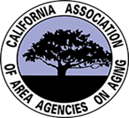 CALIFORNIA ASSOCIATION
OF AREA AGENCIES ON AGING